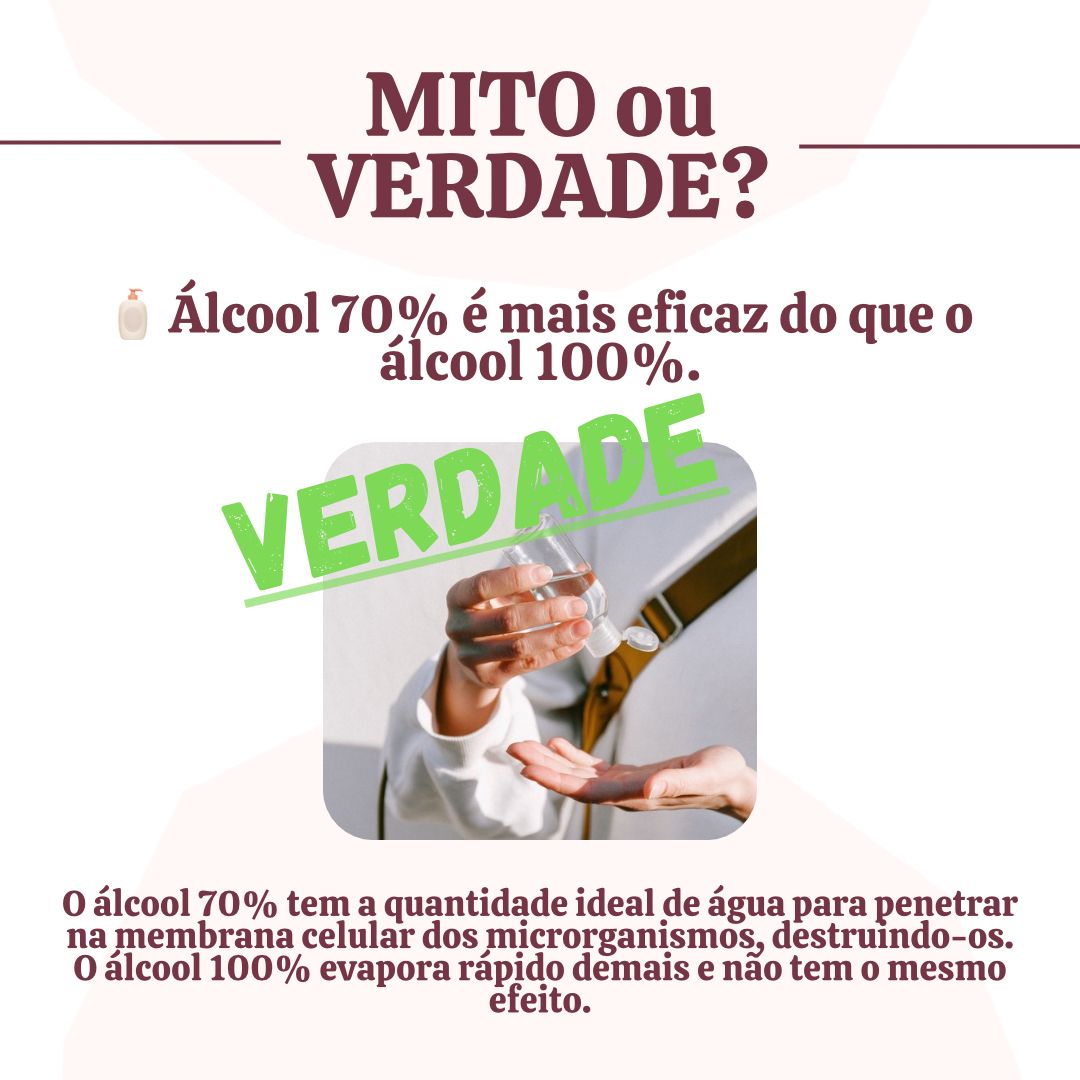 MITO ou
VERDADE?
🧴 Álcool 70% é mais eficaz do que o
álcool 100%.
VERDADE
O álcool 70% tem a quantidade ideal de água para penetrar
na membrana celular dos microrganismos, destruindo-os.
O álcool 100% evapora rápido demais e não tem o mesmo
efeito.